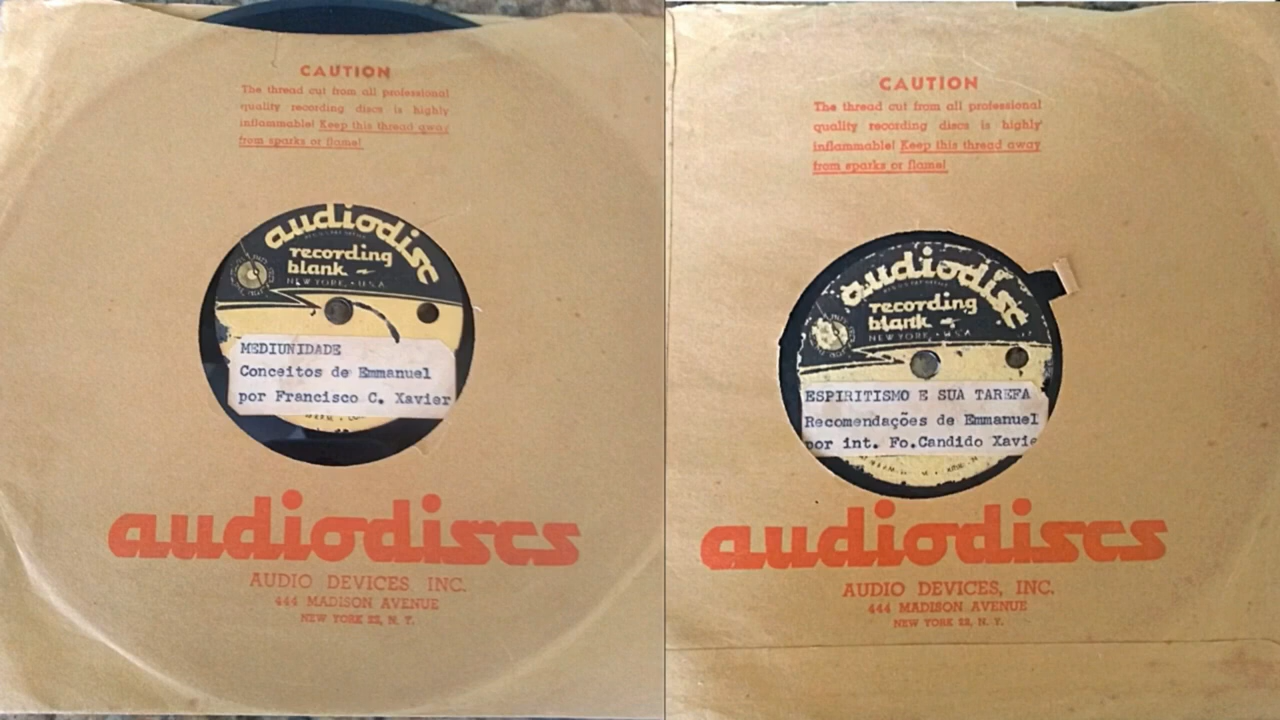 CAUTION
The thread cut from all professional
quality recording discs is highly
inflammable! Keep this thread away
from sparks or flame!
audiodisc
recording
blank
NEW YORK, U.S.A.
MEDIUNIDADE
Conceitos de Emmanuel
por Francisco C. Xavier
audiodiscs
AUDIO DEVICES, INC.
444 MADISON AVENUE
NEW YORK 22, N. Y.
CAUTION
The thread cut from all professional
quality recording discs is highly
inflammable! Keep this thread away
from sparks or flame!
audiodisc
recording
blank
NEW YORK • U.S.A
ESPIRITISMO E SUA TAREFA
Recomendações de Emmanuel
por int. Fo.Candido Xavie
audiodiscs
AUDIO DEVICES, INC.
444 MADISON AVENUE
NEW YORK 22, N. Y.